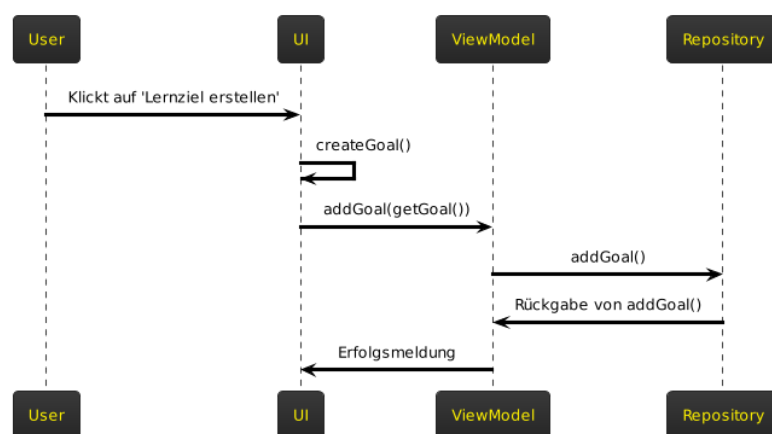 User
UI
ViewModel
Repository
Klickt auf 'Lernziel erstellen'
createGoal()
addGoal(getGoal())
addGoal()
Rückgabe von addGoal()
Erfolgsmeldung
User
UI
ViewModel
Repository